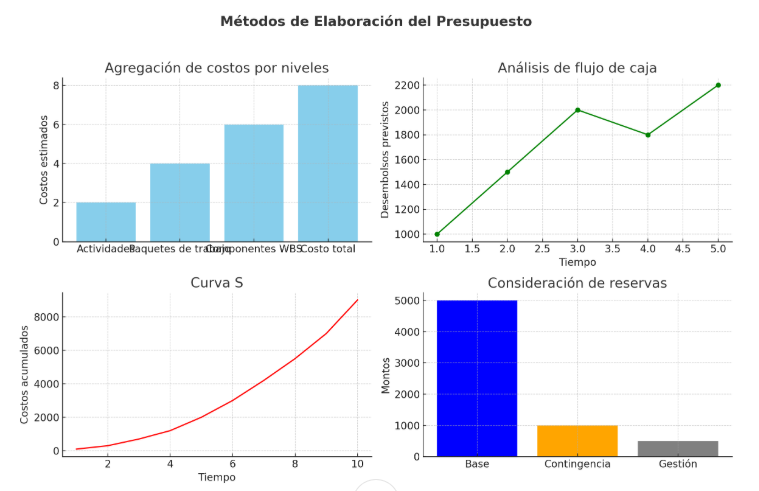 Métodos de Elaboración del Presupuesto
Agregación de costos por niveles
Costos estimados
8
6
4
2
0
Actividades Paquetes de trabajo Componentes WBS Costo total
Análisis de flujo de caja
Desembolsos previstos
2200
2000
1800
1600
1400
1200
1000
1.0 1.5 2.0 2.5 3.0 3.5 4.0 4.5 5.0
Tiempo
Curva S
Costos acumulados
8000
6000
4000
2000
0
2 4 6 8 10
Tiempo
Consideración de reservas
Montos
5000
4000
3000
2000
1000
0
Base Contingencia Gestión